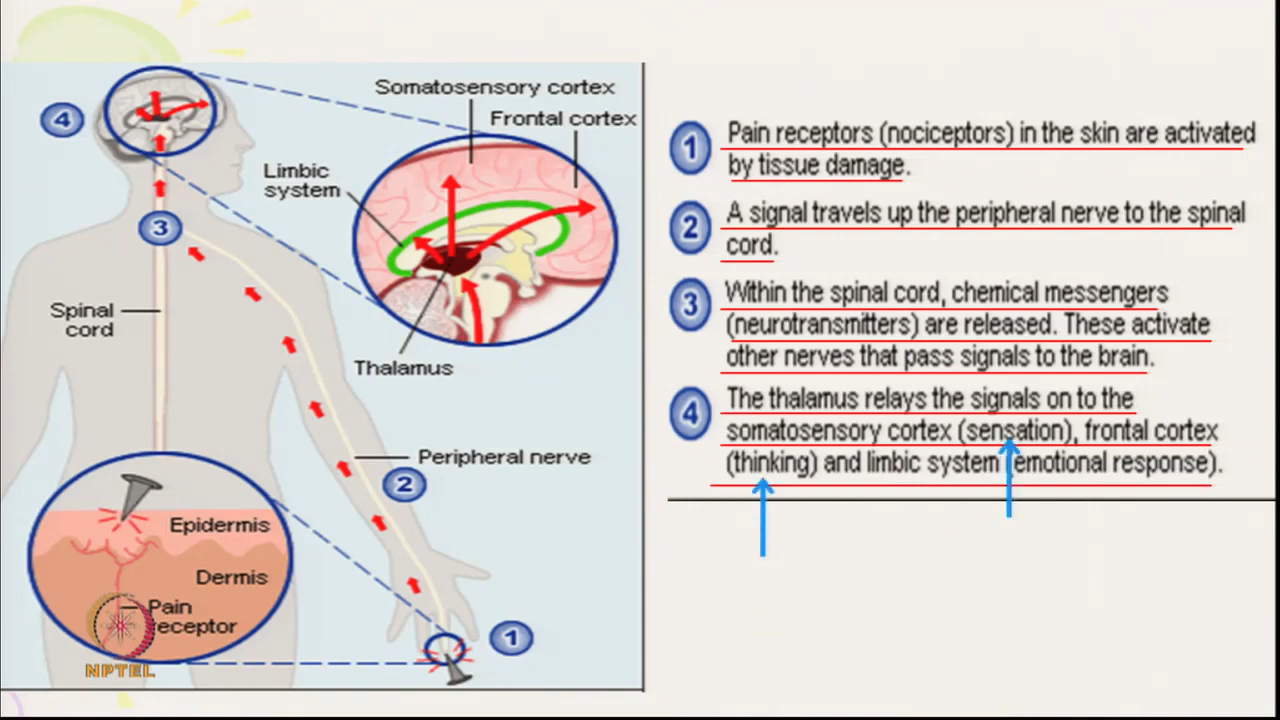 4
Somatosensory cortex
Frontal cortex
Limbic
system
3
Spinal
cord
Thalamus
Peripheral nerve
2
Epidermis
Dermis
Pain
receptor
1
NPTEL
1 Pain receptors (nociceptors) in the skin are activated
by tissue damage.
2 A signal travels up the peripheral nerve to the spinal
cord.
3 Within the spinal cord, chemical messengers
(neurotransmitters) are released. These activate
other nerves that pass signals to the brain.
4 The thalamus relays the signals on to the
somatosensory cortex (sensation), frontal cortex
(thinking) and limbic system (emotional response).